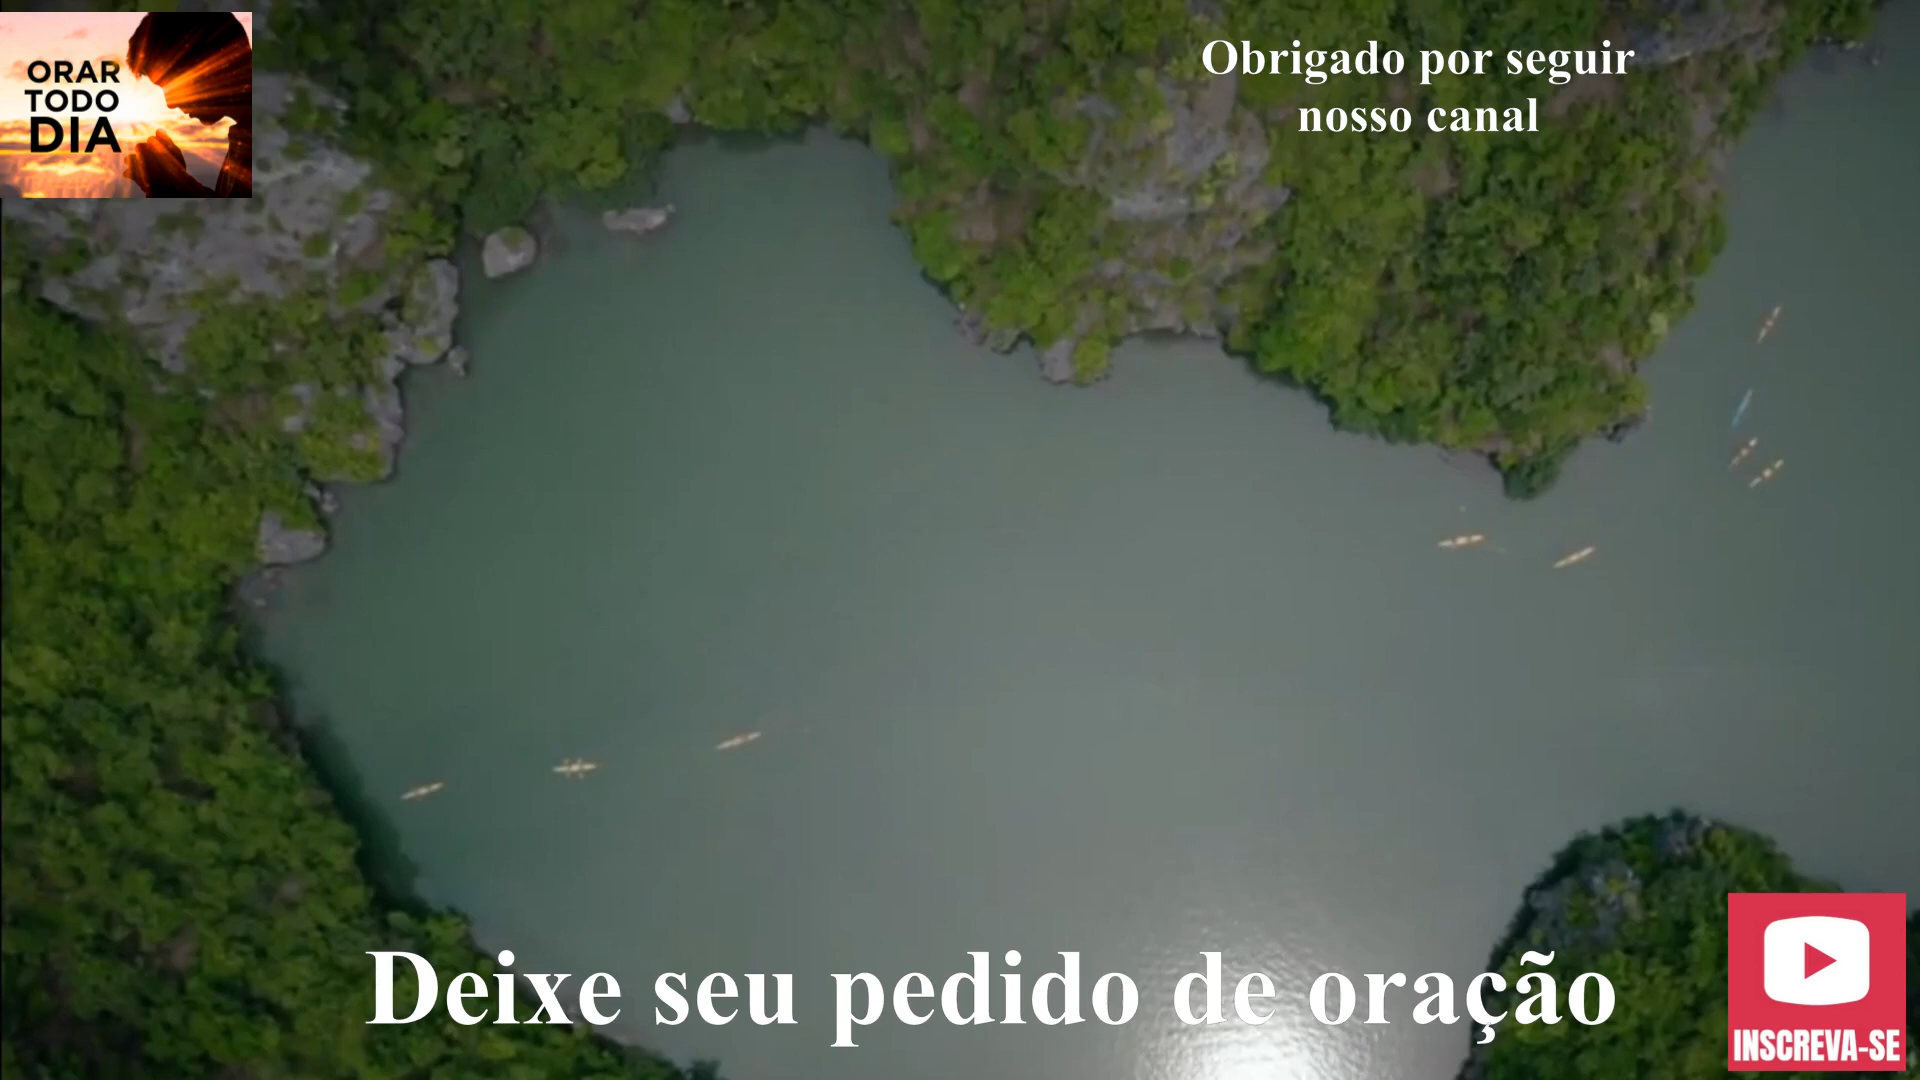 ORAR
TODO
DIA
Obrigado por seguir
nosso canal
Deixe seu pedido de oração
INSCREVA-SE